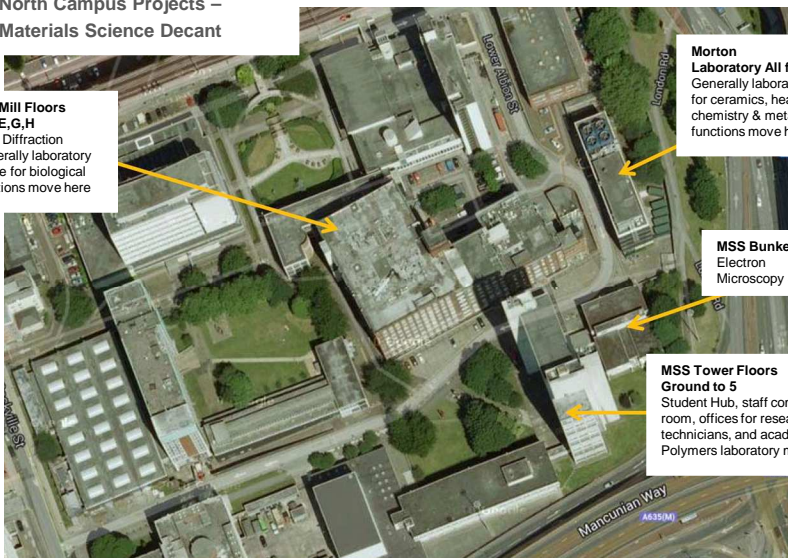 North Campus Projects –
Materials Science Decant
Mill Floors
E,G,H
Diffraction
erally laboratory
e for biological
tions move here
Morton
Laboratory All f
Generally labora
for ceramics, hea
chemistry & met
functions move h
MSS Bunke
Electron
Microscopy
MSS Tower Floors
Ground to 5
Student Hub, staff con
room, offices for resea
technicians, and acad
Polymers laboratory m
Lower Albion St
London Rd
Mancunian Way
A635(M)